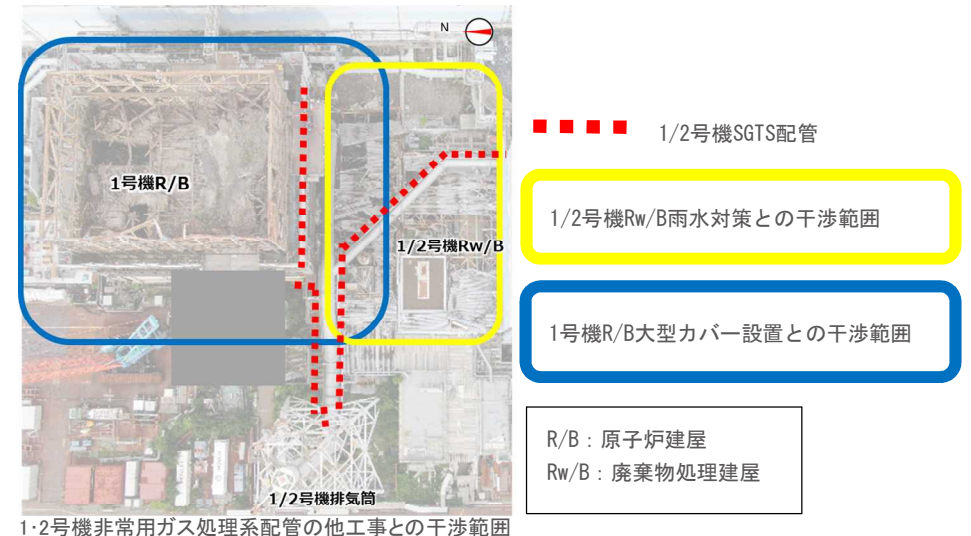 N
1号機R/B
1/2号機Rw/B
1/2号機排気筒
1/2号機SGTS配管
1/2号機Rw/B雨水対策との干渉範囲
1号機R/B大型カバー設置との干渉範囲
R/B：原子炉建屋
Rw/B：廃棄物処理建屋
1・2号機非常用ガス処理系配管の他工事との干渉範囲